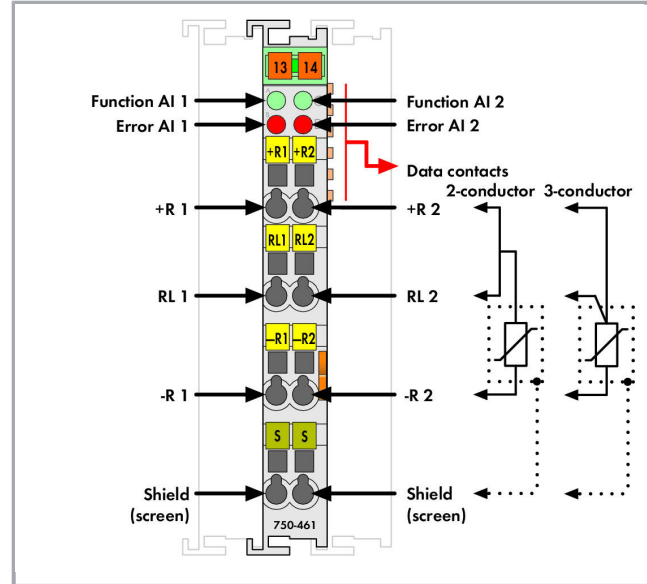 13 14
Function AI 1
Function AI 2
Error AI 1
Error AI 2
+R1 +R2
Data contacts
2-conductor 3-conductor
+R 1
+R 2
RL1 RL2
RL 1
RL 2
–R1 –R2
-R 1
-R 2
S S
Shield
(screen)
Shield
(screen)
750-461